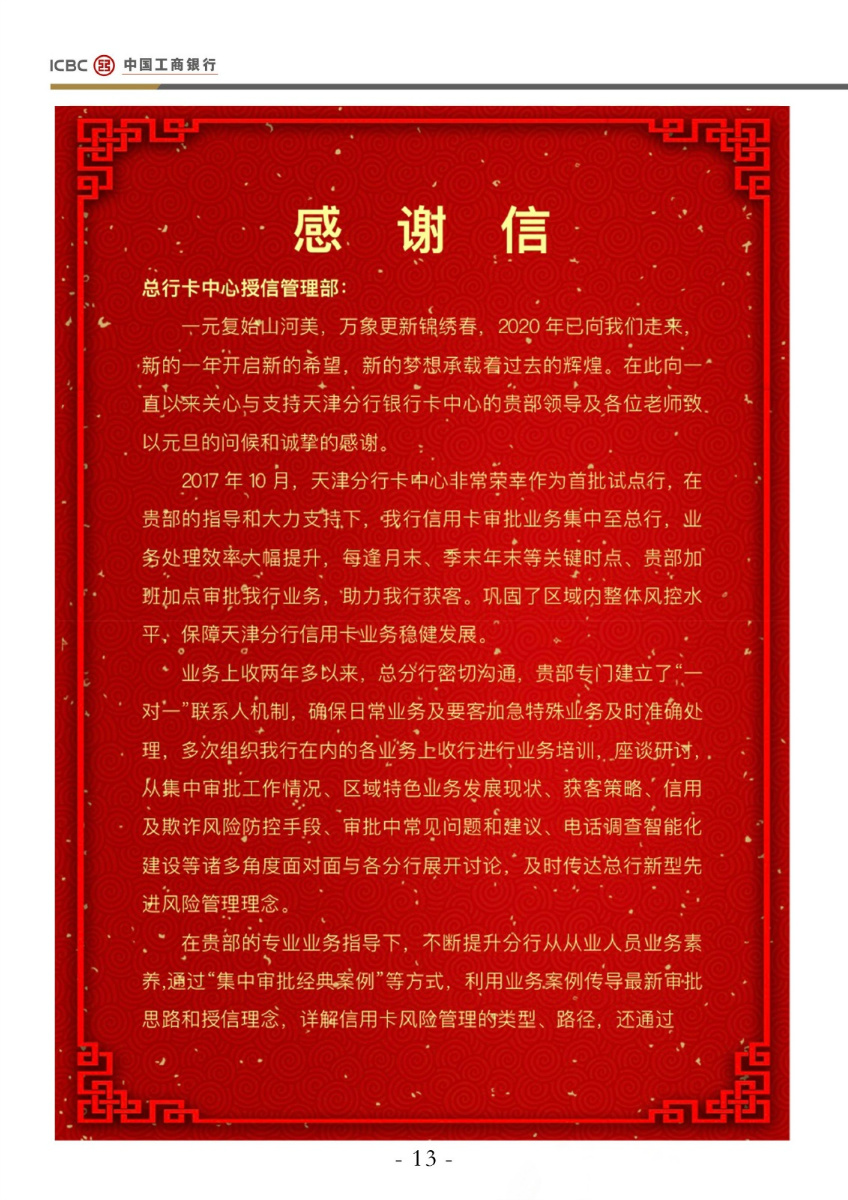 ICBC 中国工商银行
感 谢 信
总行卡中心授信管理部：
一元复始山河美，万象更新锦绣春，2020 年已向我们走来，
新的一年开启新的希望，新的梦想承载着过去的辉煌。在此向一
直以来关心与支持天津分行银行卡中心的贵部领导及各位老师致
以元旦的问候和诚挚的感谢。
2017 年 10 月，天津分行卡中心非常荣幸作为首批试点行，在
贵部的指导和大力支持下，我行信用卡审批业务集中至总行，业
务处理效率大幅提升，每逢月末、季末年末等关键时点、贵部加
班加点审批我行业务，助力我行获客。巩固了区域内整体风控水
平，保障天津分行信用卡业务稳健发展。
业务上收两年多以来，总分行密切沟通，贵部专门建立了“一
对一”联系人机制，确保日常业务及要客加急特殊业务及时准确处
理，多次组织我行在内的各业务上收行进行业务培训，座谈研讨，
从集中审批工作情况、区域特色业务发展现状、获客策略、信用
及欺诈风险防控手段、审批中常见问题和建议、电话调查智能化
建设等诸多角度面对面与各分行展开讨论，及时传达总行新型先
进风险管理理念。
在贵部的专业业务指导下，不断提升分行从从业人员业务素
养,通过“集中审批经典案例”等方式，利用业务案例传导最新审批
思路和授信理念，详解信用卡风险管理的类型、路径，还通过
- 13 -